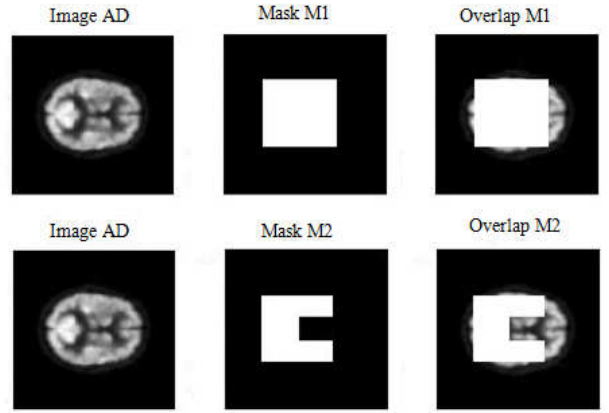 Image AD
Mask M1
Overlap M1
Image AD
Mask M2
Overlap M2